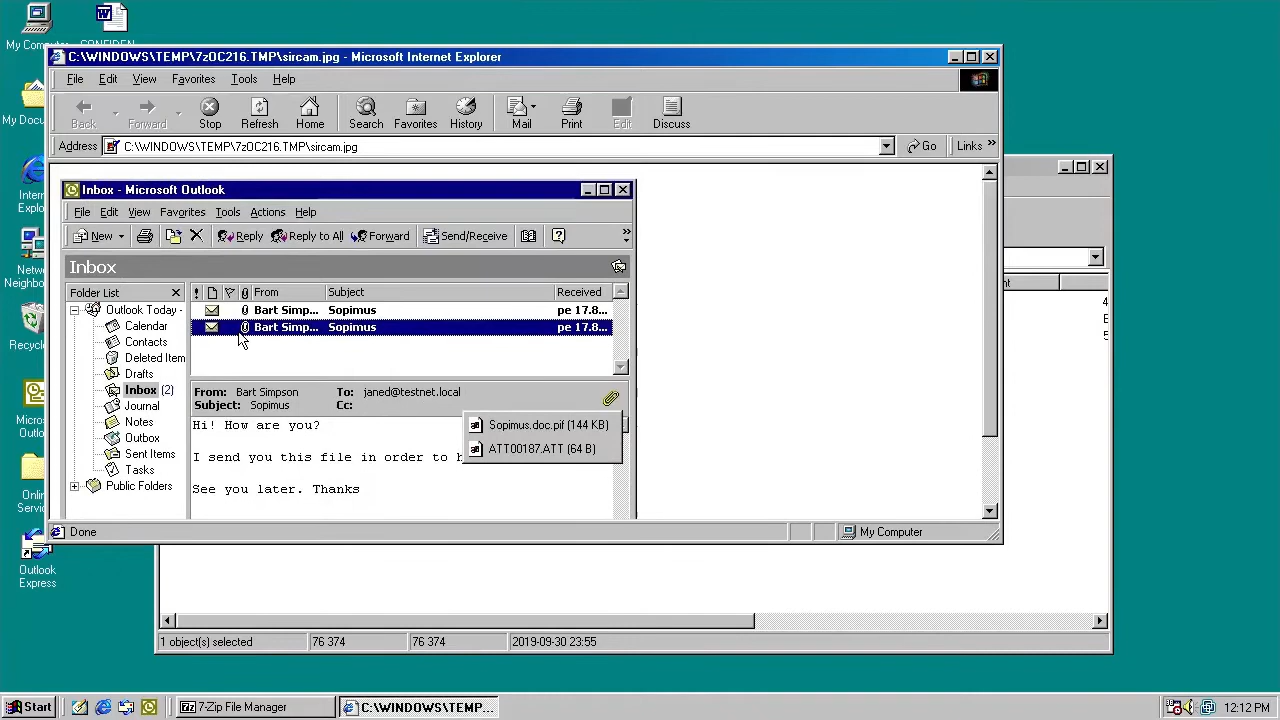 My Compu
CONFIDEN
C:\WINDOWS\TEMP\7zOC216.TMP\sircam.jpg - Microsoft Internet Explorer
File Edit View Favorites Tools Help
Back Forward Stop Refresh Home Search Favorites History Mail Print Edit Discuss
Address C:\WINDOWS\TEMP\7zOC216.TMP\sircam.jpg Go Links »
My Docu
Intern
Explo
Netwo
Neighbo
Recycl
Micros
Outlo
Onlin
Servic
Outlook
Express
Inbox - Microsoft Outlook
File Edit View Favorites Tools Actions Help
New Reply Reply to All Forward Send/Receive »
Inbox
Folder List
Outlook Today -
Calendar
Contacts
Deleted Item
Drafts
Inbox (2)
Journal
Notes
Outbox
Sent Items
Tasks
Public Folders
! From Subject Received
Bart Simp... Sopimus pe 17.8...
Bart Simp... Sopimus pe 17.8...
From: Bart Simpson To: janed@testnet.local
Subject: Sopimus Cc:
Hi! How are you?
Sopimus.doc.pif (144 KB)
ATT00187.ATT (64 B)
I send you this file in order to h
See you later. Thanks
Done My Computer
nt
4
E
5
1 object(s) selected 76 374 76 374 2019-09-30 23:55
Start 7-Zip File Manager C:\WINDOWS\TEMP... 12:12 PM